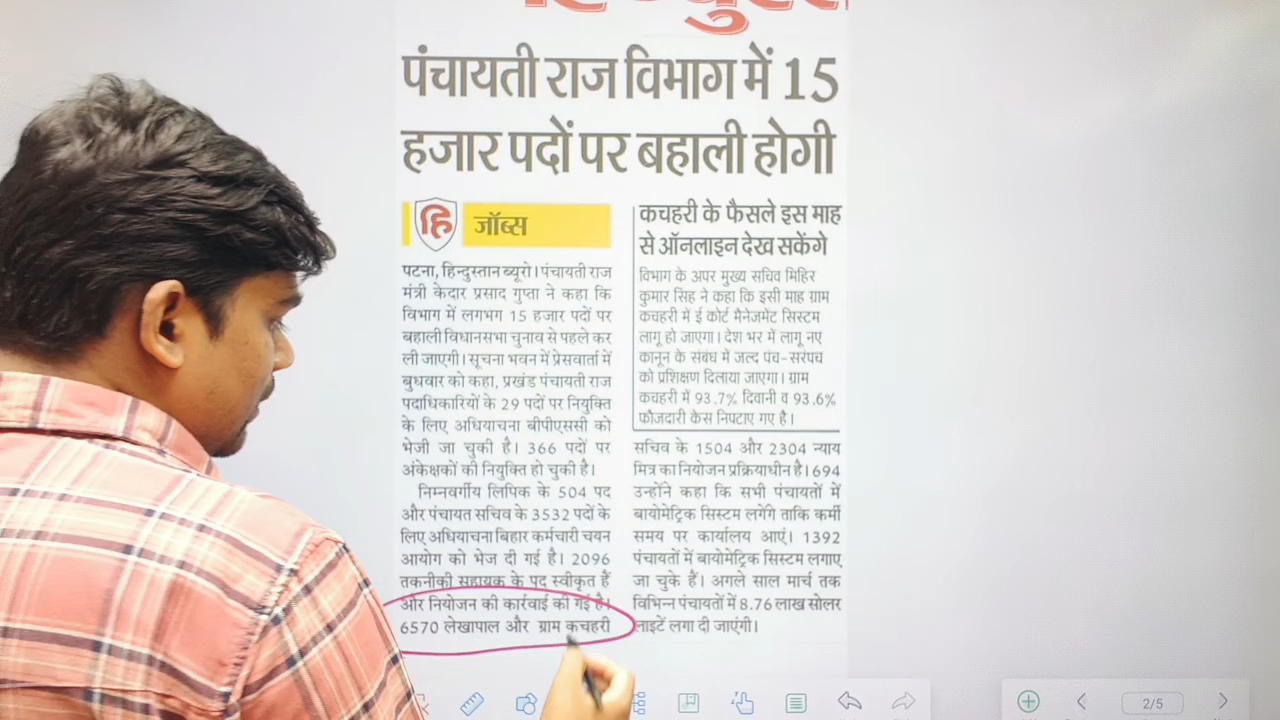 पंचायती राज विभाग में 15
हजार पदों पर बहाली होगी
हि जॉब्स
पटना, हिन्दुस्तान ब्यूरो। पंचायती राज
मंत्री केदार प्रसाद गुप्ता ने कहा कि
विभाग में लगभग 15 हजार पदों पर
बहाली विधानसभा चुनाव से पहले कर
ली जाएगी। सूचना भवन में प्रेसवार्ता में
बुधवार को कहा, प्रखंड पंचायती राज
पदाधिकारियों के 29 पदों पर नियुक्ति
के लिए अधियाचना बीपीएससी को
भेजी जा चुकी है। 366 पदों पर
अंकेक्षकों की नियुक्ति हो चुकी है।
निम्नवर्गीय लिपिक के 504 पद
और पंचायत सचिव के 3532 पदों के
लिए अधियाचना बिहार कर्मचारी चयन
आयोग को भेज दी गई है। 2096
तकनीकी सहायक के पद स्वीकृत हैं
और नियोजन की कार्रवाई की गई है।
6570 लेखापाल और ग्राम कचहरी
कचहरी के फैसले इस माह
से ऑनलाइन देख सकेंगे
विभाग के अपर मुख्य सचिव मिहिर
कुमार सिंह ने कहा कि इसी माह ग्राम
कचहरी में ई कोर्ट मैनेजमेंट सिस्टम
लागू हो जाएगा। देश भर में लागू नए
कानून के संबंध में जल्द पंच-सरपंच
को प्रशिक्षण दिलाया जाएगा। ग्राम
कचहरी में 93.7% दिवानी व 93.6%
फौजदारी केस निपटाए गए है।
सचिव के 1504 और 2304 न्याय
मित्र का नियोजन प्रक्रियाधीन है। 694
उन्होंने कहा कि सभी पंचायतों में
बायोमेट्रिक सिस्टम लगेंगे ताकि कर्मी
समय पर कार्यालय आएं। 1392
पंचायतों में बायोमेट्रिक सिस्टम लगाए
जा चुके हैं। अगले साल मार्च तक
विभिन्न पंचायतों में 8.76 लाख सोलर
लाइटें लगा दी जाएंगी।
2/5